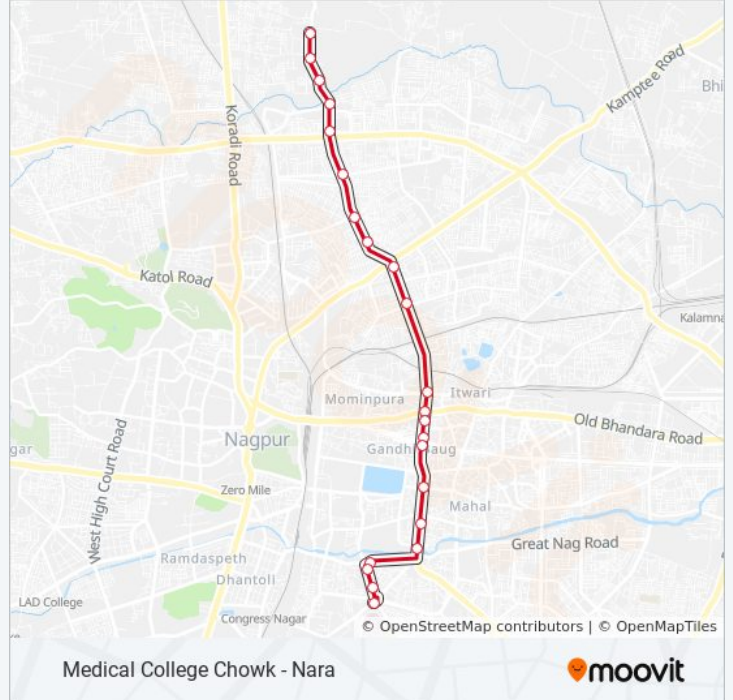 Kamptee Road
Bhi
Koradi Road
Katol Road
Kalamna
Mominpura
Itwari
Old Bhandara Road
West High Court Road
Nagpur
gar
Zero Mile
Mahal
Great Nag Road
Ramdaspeth
Dhantoli
LAD College
Congress Nagar
© OpenStreetMap contributors | © OpenMapTiles
Medical College Chowk - Nara
moovit